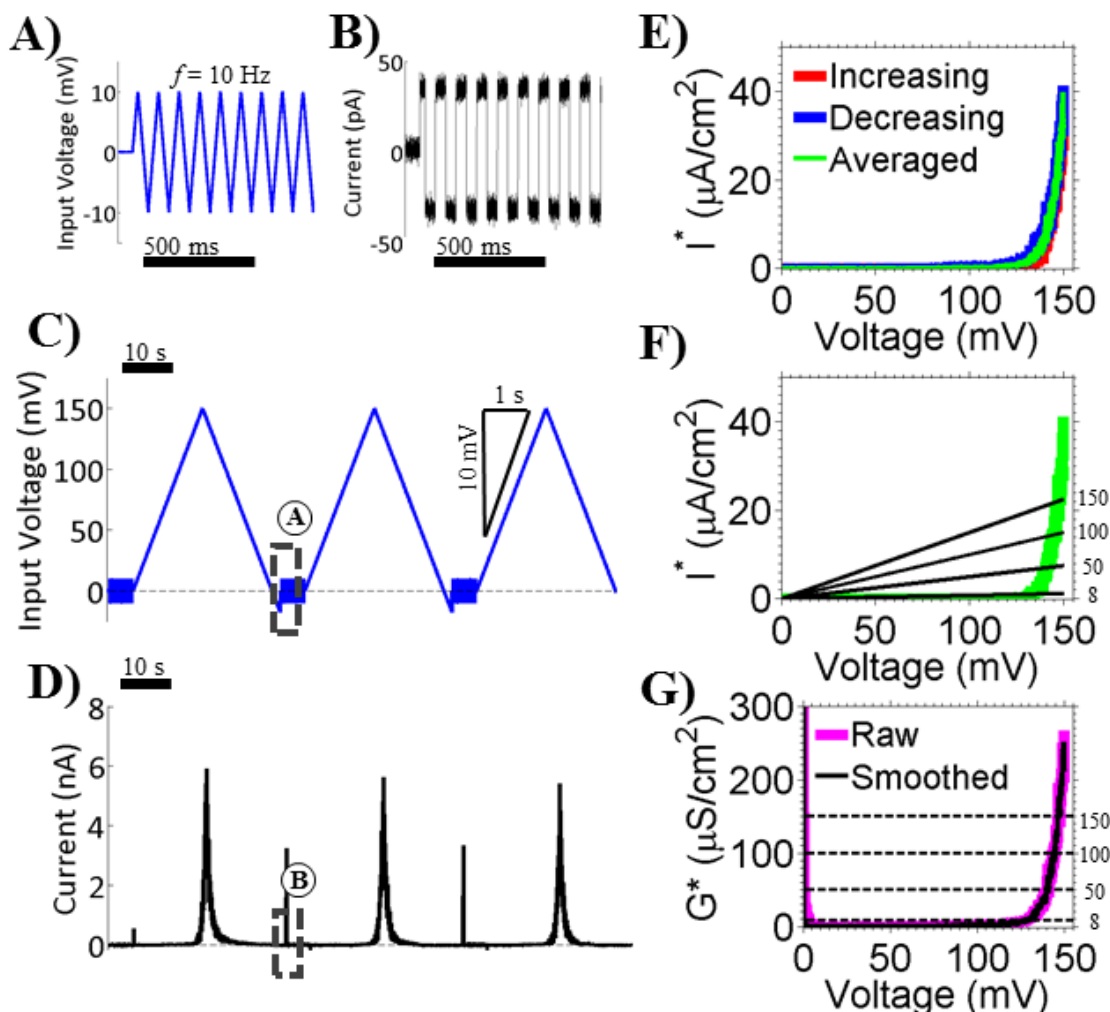 A)
Input Voltage (mV)
10
0
-10
f = 10 Hz
500 ms
B)
Current (pA)
50
0
-50
500 ms
C)
10 s
Input Voltage (mV)
150
100
50
0
A
1 s
10 mV
D)
10 s
Current (nA)
8
6
4
2
0
B
E)
I* (µA/cm²)
40
20
0
Increasing
Decreasing
Averaged
0 50 100 150
Voltage (mV)
F)
I* (µA/cm²)
40
20
0
150
100
50
8
0 50 100 150
Voltage (mV)
G)
G* (µS/cm²)
300
200
100
0
Raw
Smoothed
150
100
50
8
0 50 100 150
Voltage (mV)